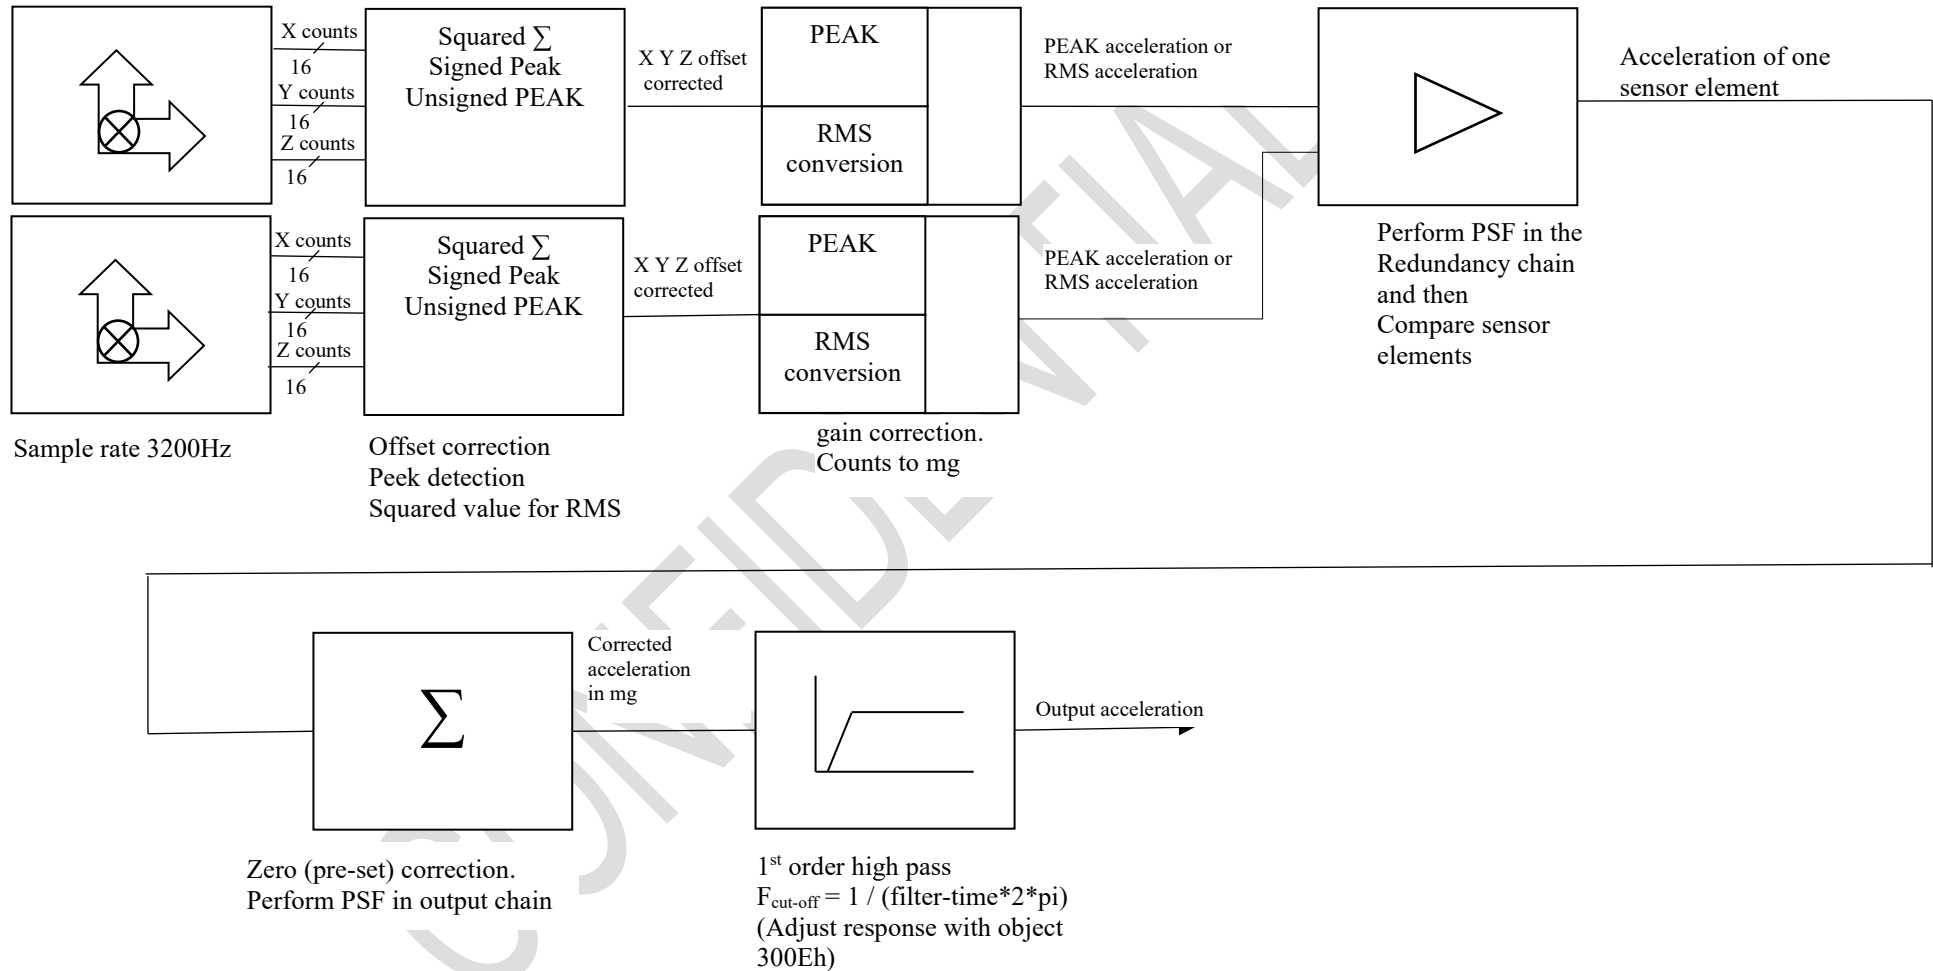 X counts
16
Y counts
16
Z counts
16
Squared ∑
Signed Peak
Unsigned PEAK
X Y Z offset
corrected
PEAK
RMS
conversion
PEAK acceleration or
RMS acceleration
Acceleration of one
sensor element
X counts
16
Y counts
16
Z counts
16
Squared ∑
Signed Peak
Unsigned PEAK
X Y Z offset
corrected
PEAK
RMS
conversion
PEAK acceleration or
RMS acceleration
Perform PSF in the
Redundancy chain
and then
Compare sensor
elements
Sample rate 3200Hz
Offset correction
Peek detection
Squared value for RMS
gain correction.
Counts to mg
CONFIDENTIAL
∑
Corrected
acceleration
in mg
Output acceleration
Zero (pre-set) correction.
Perform PSF in output chain
1st order high pass
Fcut-off = 1 / (filter-time*2*pi)
(Adjust response with object
300Eh)